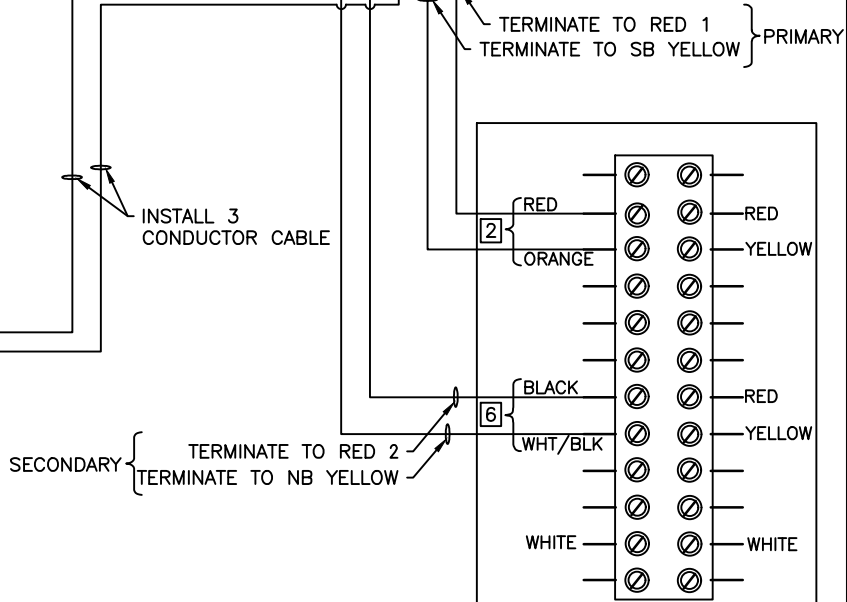 TERMINATE TO RED 1
TERMINATE TO SB YELLOW
PRIMARY
INSTALL 3
CONDUCTOR CABLE
RED
2
ORANGE
RED
YELLOW
BLACK
6
WHT/BLK
RED
YELLOW
SECONDARY
TERMINATE TO RED 2
TERMINATE TO NB YELLOW
WHITE
WHITE